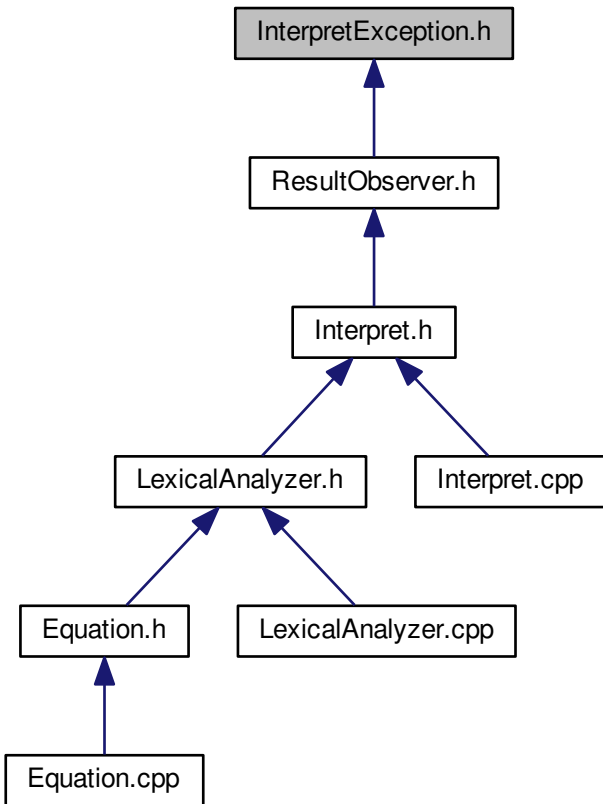 InterpretException.h
ResultObserver.h
Interpret.h
LexicalAnalyzer.h
Interpret.cpp
Equation.h
LexicalAnalyzer.cpp
Equation.cpp